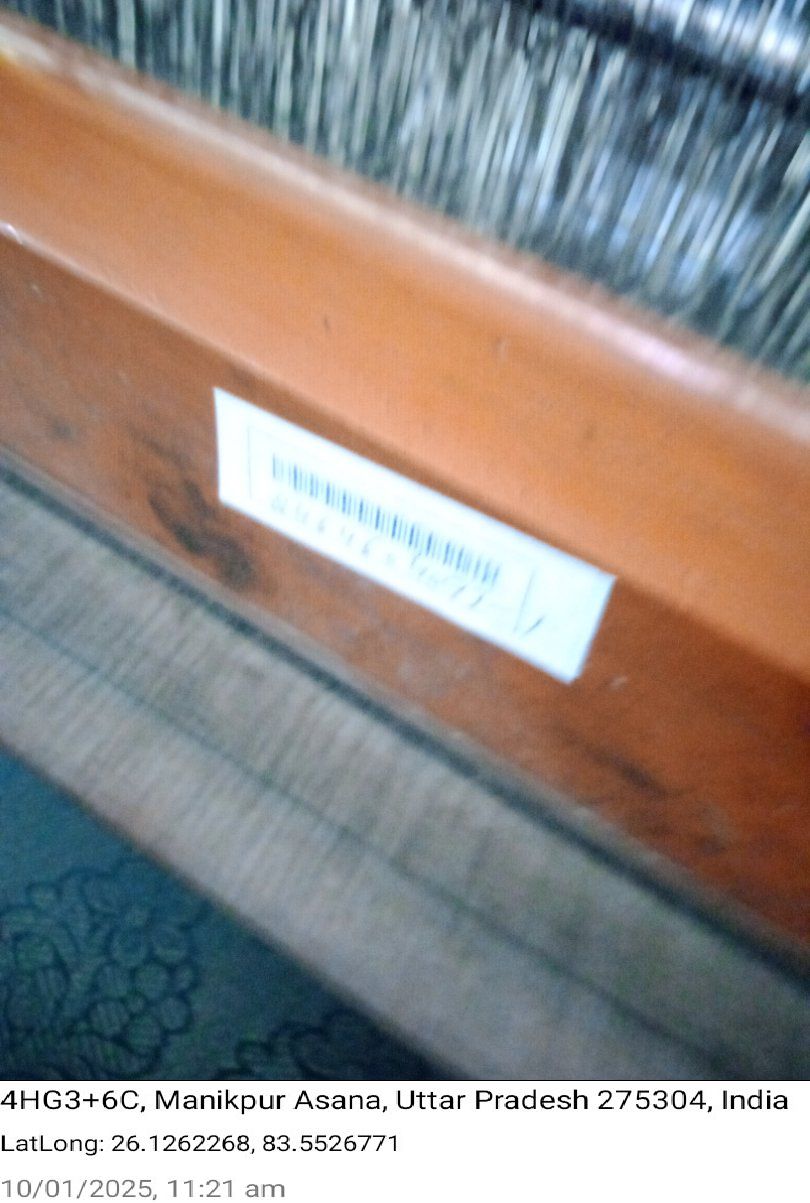 4HG3+6C, Manikpur Asana, Uttar Pradesh 275304, India
LatLong: 26.1262268, 83.5526771
10/01/2025, 11:21 am